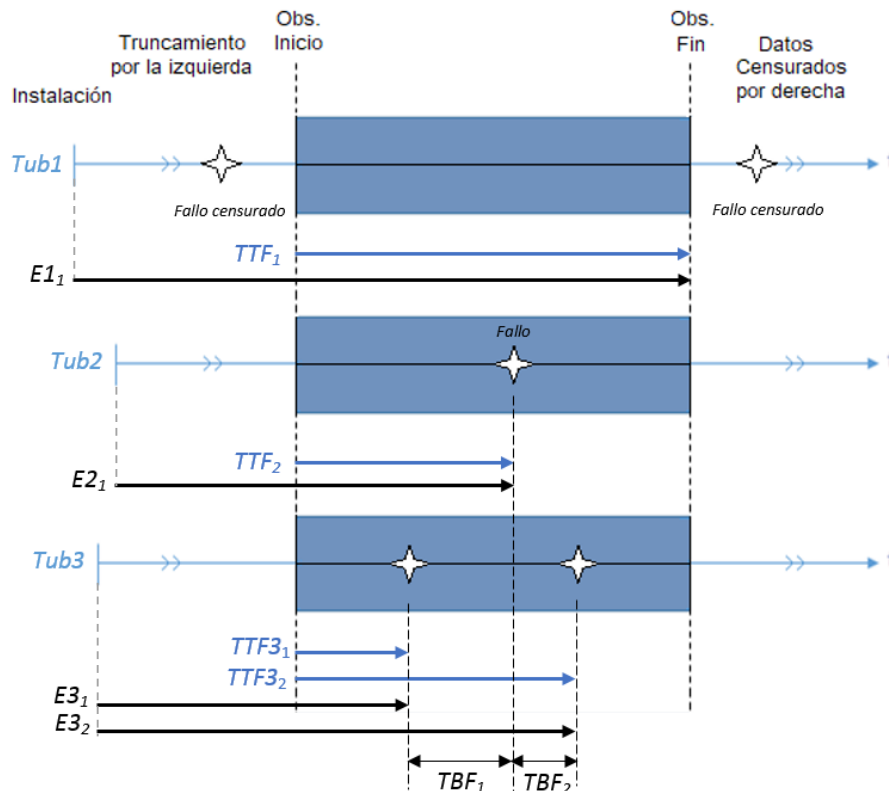 Obs.
Inicio
Obs.
Fin
Truncamiento
por la izquierda
Datos
Censurados
por derecha
Instalación
Tub1
Fallo censurado
Fallo censurado
TTF₁
E1₁
Fallo
Tub2
TTF₂
E2₁
Tub3
TTF3₁
TTF3₂
E3₁
E3₂
TBF₁
TBF₂